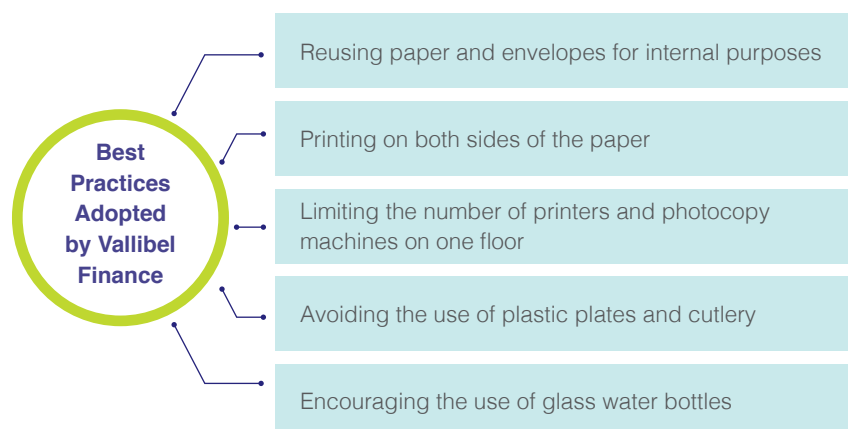 Best
Practices
Adopted
by Vallibel
Finance
Reusing paper and envelopes for internal purposes
Printing on both sides of the paper
Limiting the number of printers and photocopy
machines on one floor
Avoiding the use of plastic plates and cutlery
Encouraging the use of glass water bottles